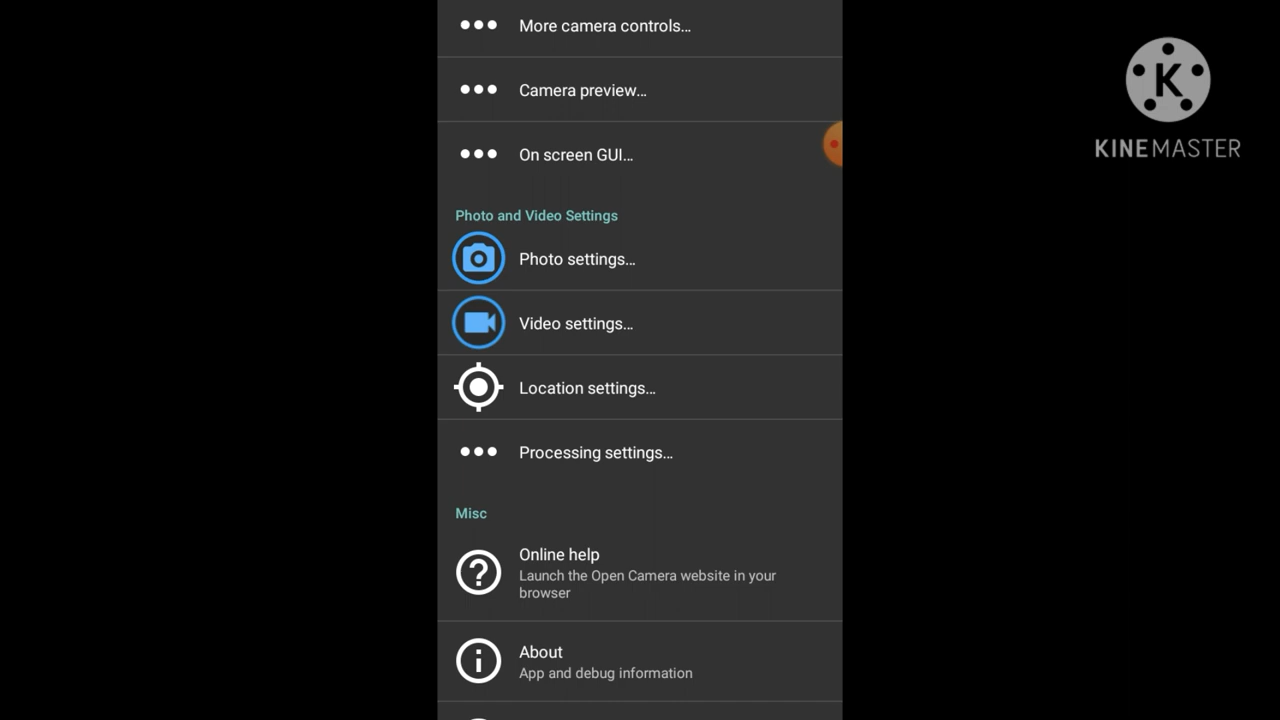 More camera controls...
Camera preview...
On screen GUI...
Photo and Video Settings
Photo settings...
Video settings...
Location settings...
Processing settings...
Misc
Online help
Launch the Open Camera website in your
browser
About
App and debug information
K
KINEMASTER